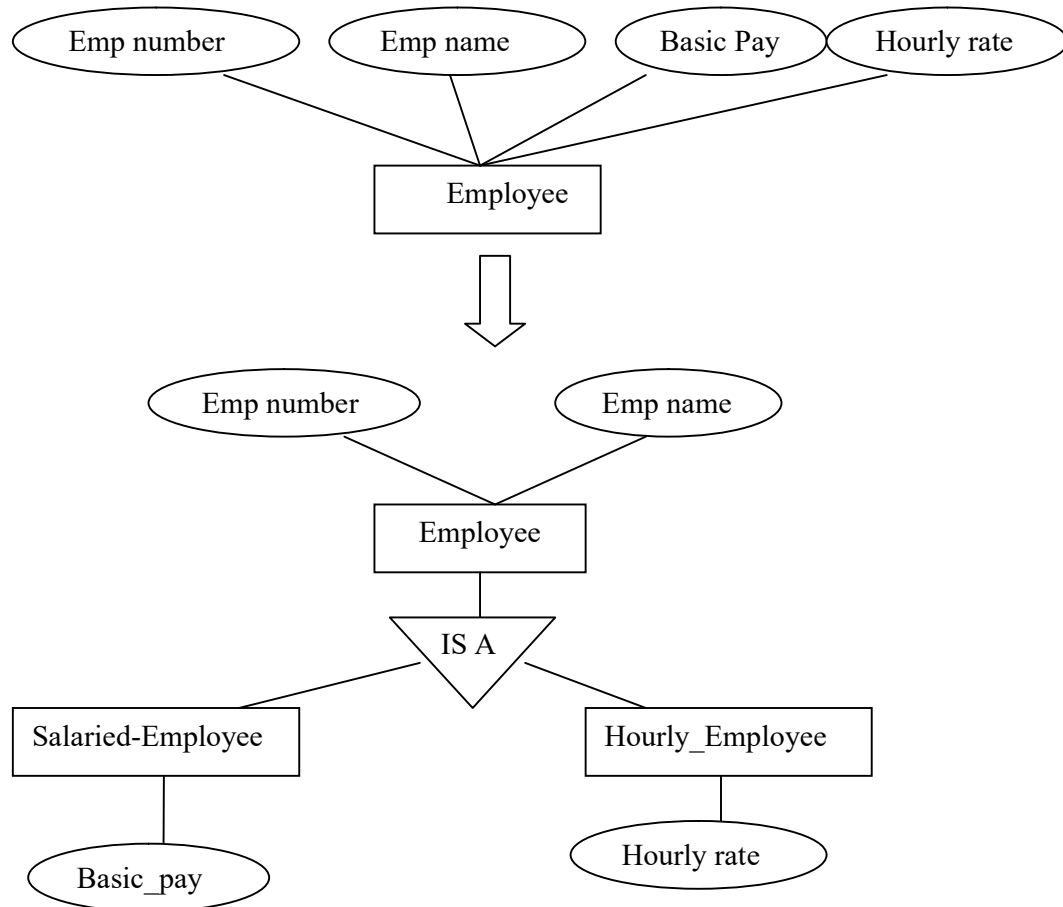 Emp number
Emp name
Basic Pay
Hourly rate
Employee
Emp number
Emp name
Employee
IS A
Salaried-Employee
Hourly_Employee
Basic_pay
Hourly rate